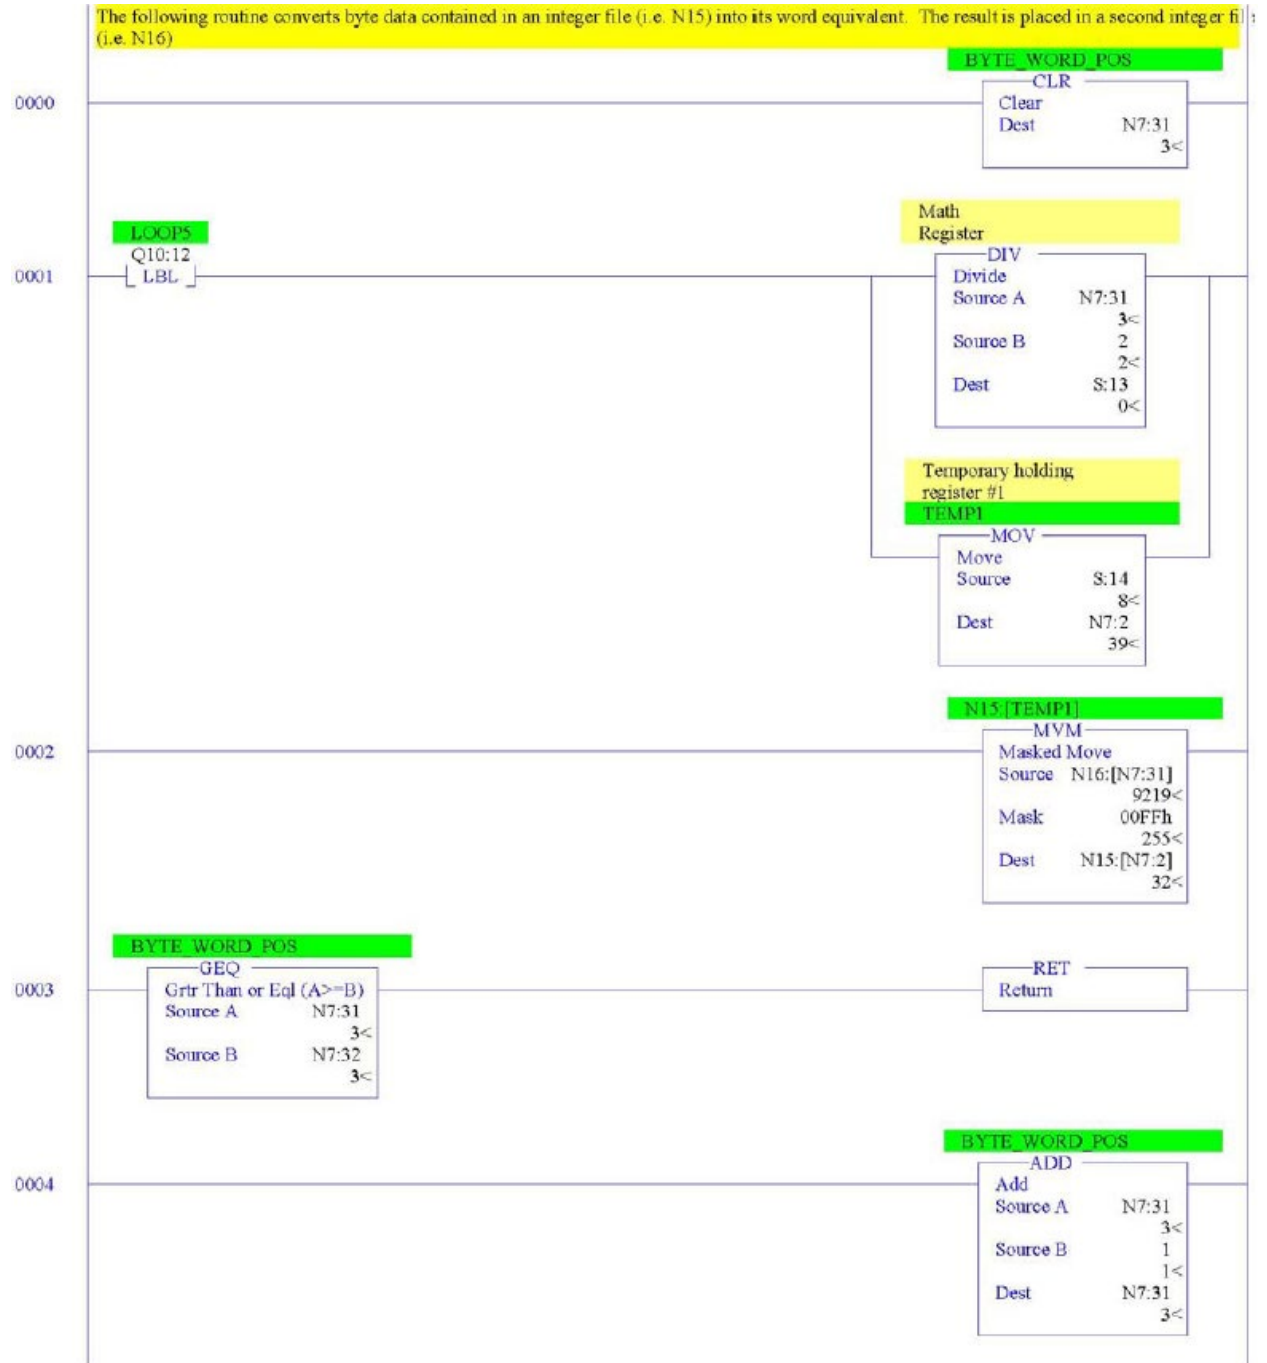 The following routine converts byte data contained in an integer file (i.e. N15) into its word equivalent. The result is placed in a second integer fil
(i.e. N16)
BYTE_WORD_POS
CLR
0000
Clear
Dest N7:31
3<
Math
Register
LOOP5
Q10:12
DIV
0001
LBL
Divide
Source A N7:31
3<
Source B 2
2<
Dest S:13
0<
Temporary holding
register #1
TEMP1
MOV
Move
Source S:14
8<
Dest N7:2
39<
N15:[TEMP1]
MVM
0002
Masked Move
Source N16:[N7:31]
9219<
Mask 00FFh
255<
Dest N15:[N7:2]
32<
BYTE_WORD_POS
GEQ
0003
Grtr Than or Eql (A>=B)
Source A N7:31
3<
Source B N7:32
3<
RET
Return
BYTE_WORD_POS
ADD
0004
Add
Source A N7:31
3<
Source B 1
1<
Dest N7:31
3<